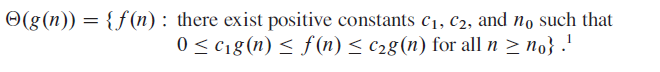 Θ(g(n)) = {f(n) : there exist positive constants c₁, c₂, and n₀ such that
0 ≤ c₁g(n) ≤ f(n) ≤ c₂g(n) for all n ≥ n₀} .¹